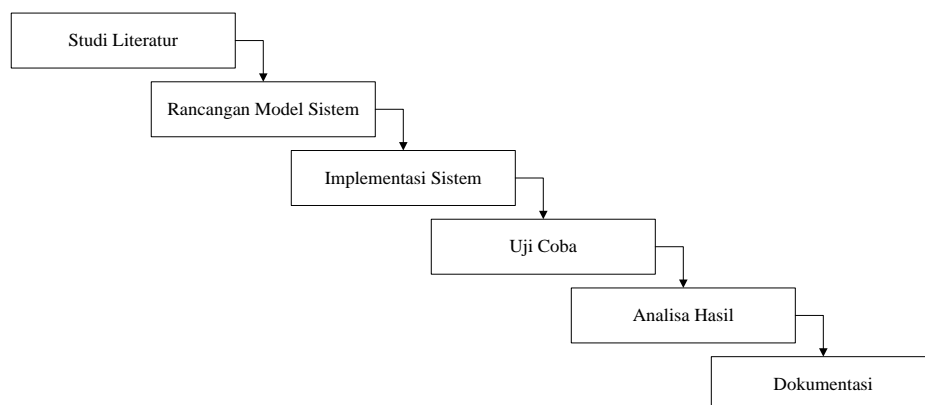 Studi Literatur
Rancangan Model Sistem
Implementasi Sistem
Uji Coba
Analisa Hasil
Dokumentasi